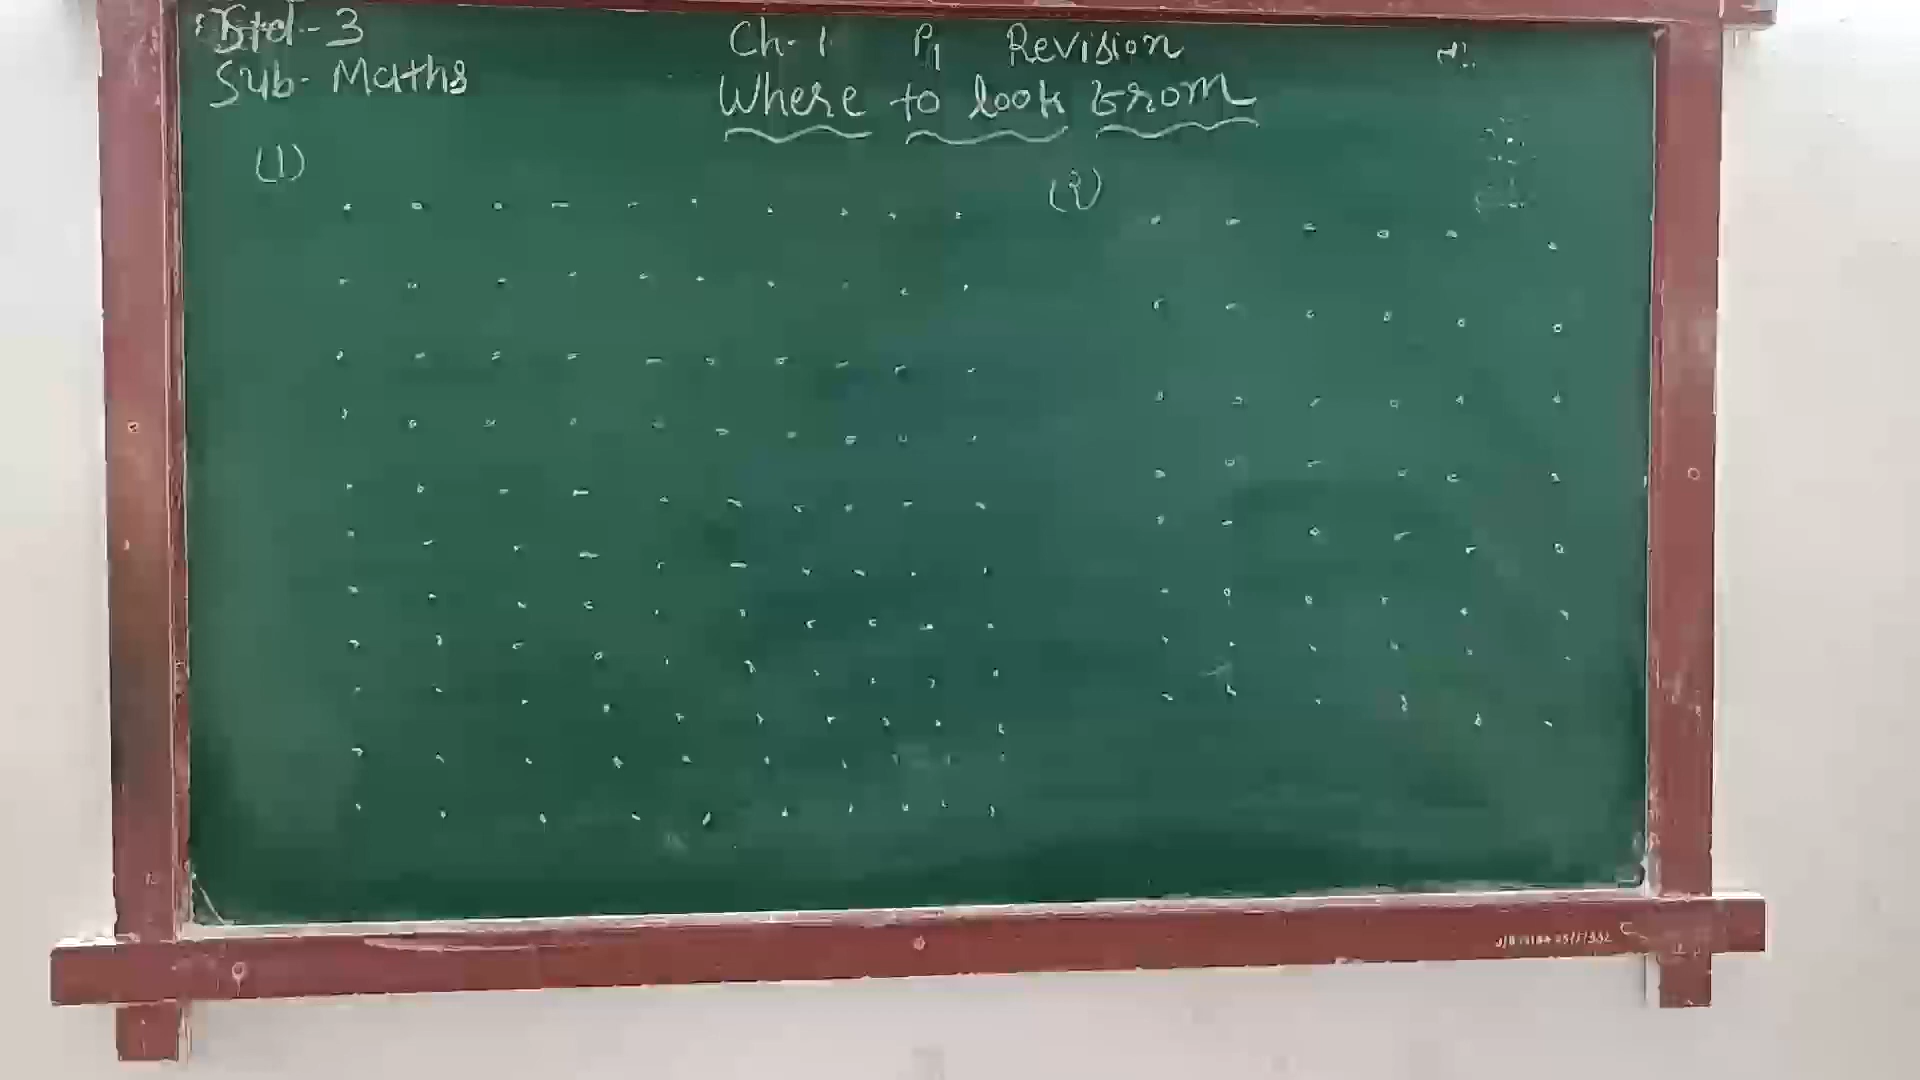 Std-3
Sub- Maths
Ch-1 P1 Revision
Where to look from
(1)
(2)